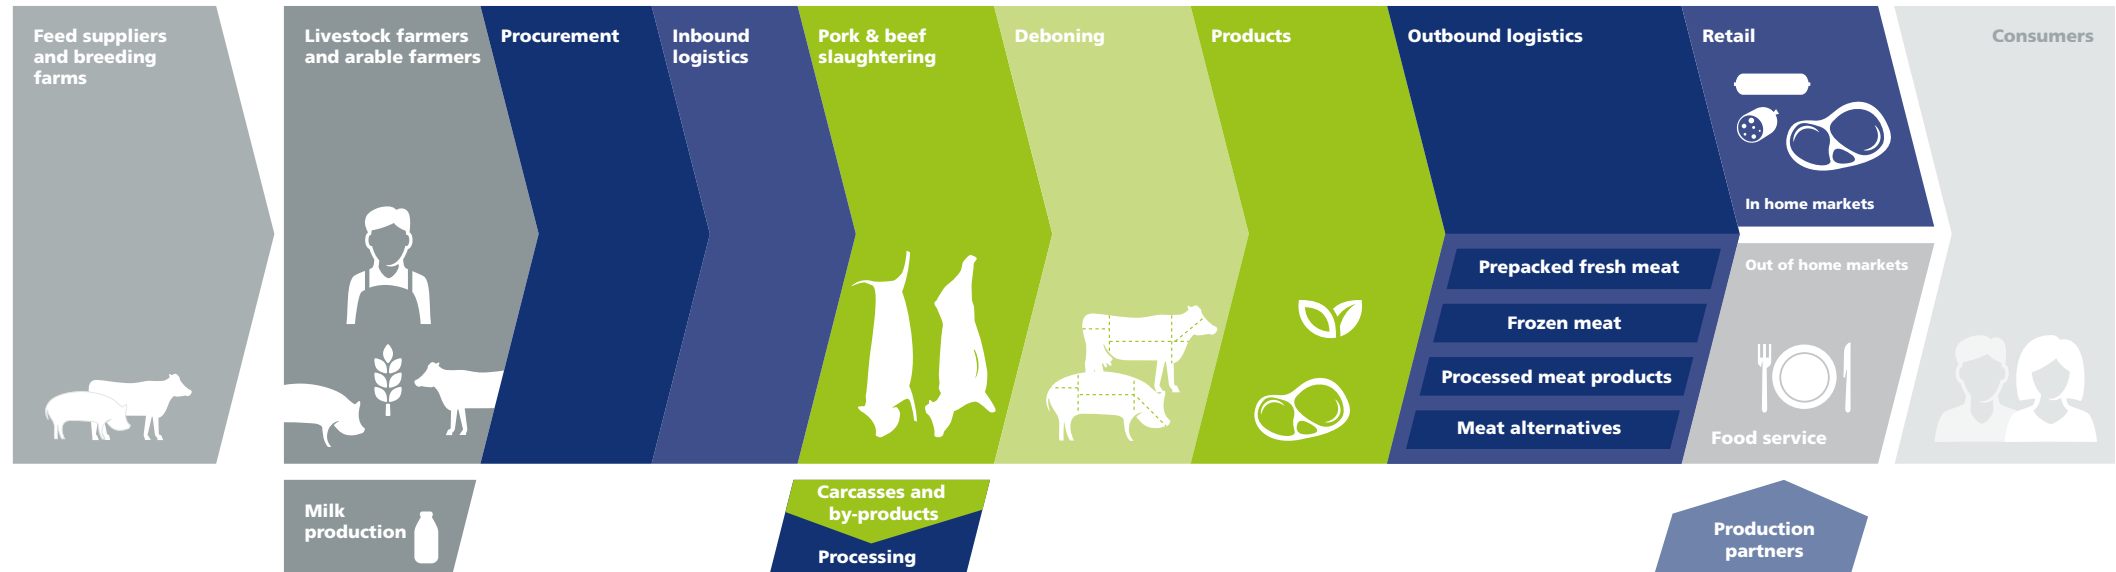 Feed suppliers
and breeding
farms
Livestock farmers
and arable farmers
Procurement
Inbound
logistics
Pork & beef
slaughtering
Deboning
Products
Outbound logistics
Prepacked fresh meat
Frozen meat
Processed meat products
Meat alternatives
Retail
In home markets
Out of home markets
Food service
Consumers
Milk
production
Carcasses and
by-products
Processing
Production
partners